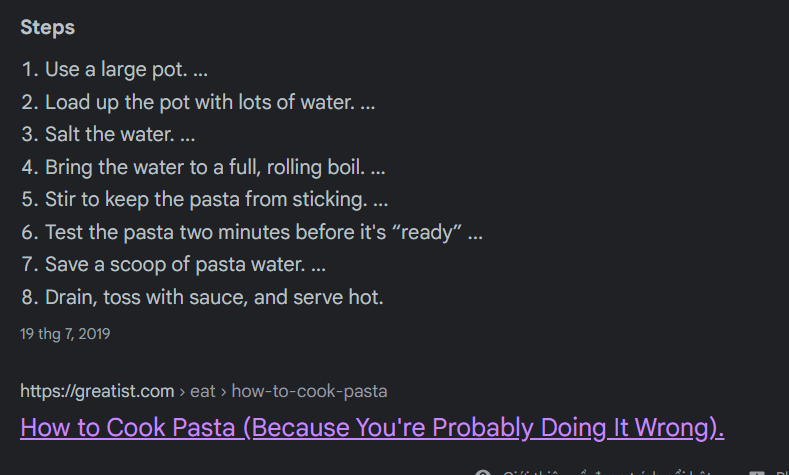 Steps
1. Use a large pot. ...
2. Load up the pot with lots of water. ...
3. Salt the water. ...
4. Bring the water to a full, rolling boil. ...
5. Stir to keep the pasta from sticking. ...
6. Test the pasta two minutes before it's “ready” ...
7. Save a scoop of pasta water. ...
8. Drain, toss with sauce, and serve hot.
19 thg 7, 2019
https://greatist.com › eat › how-to-cook-pasta
How to Cook Pasta (Because You're Probably Doing It Wrong).